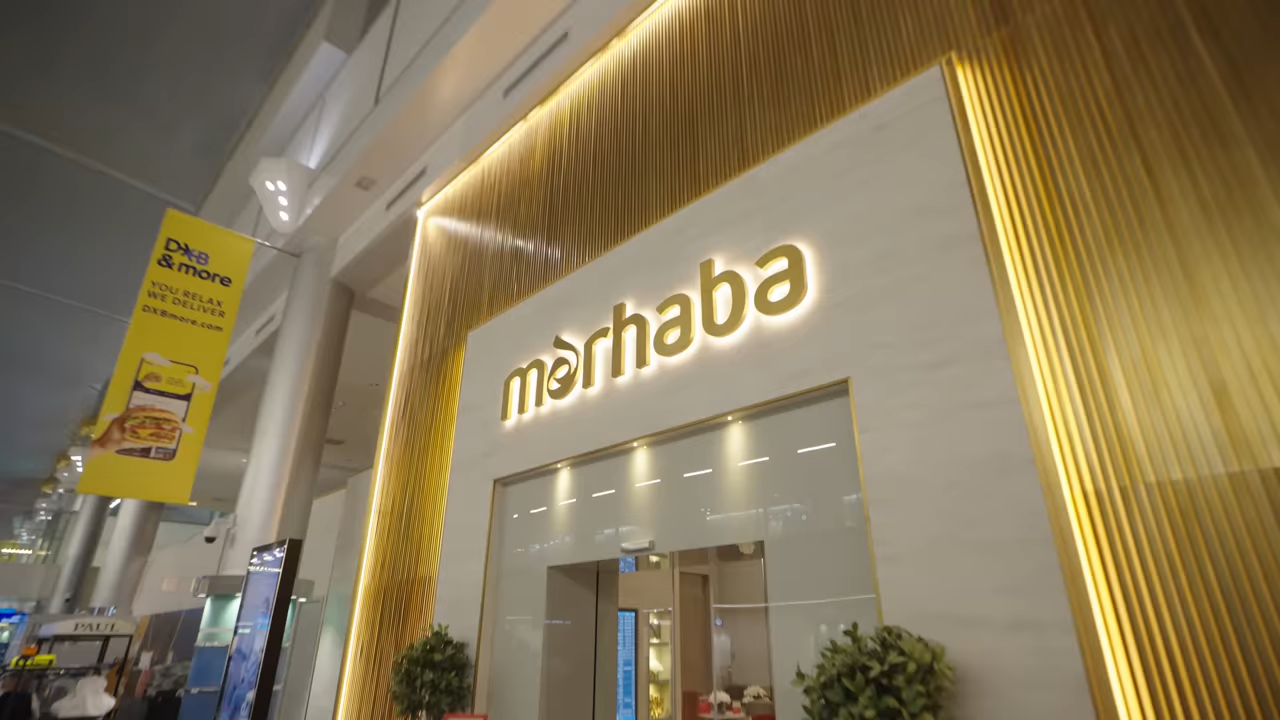 DXB
& more
YOU RELAX
WE DELIVER
DXBmore.com
marhaba
PAUL